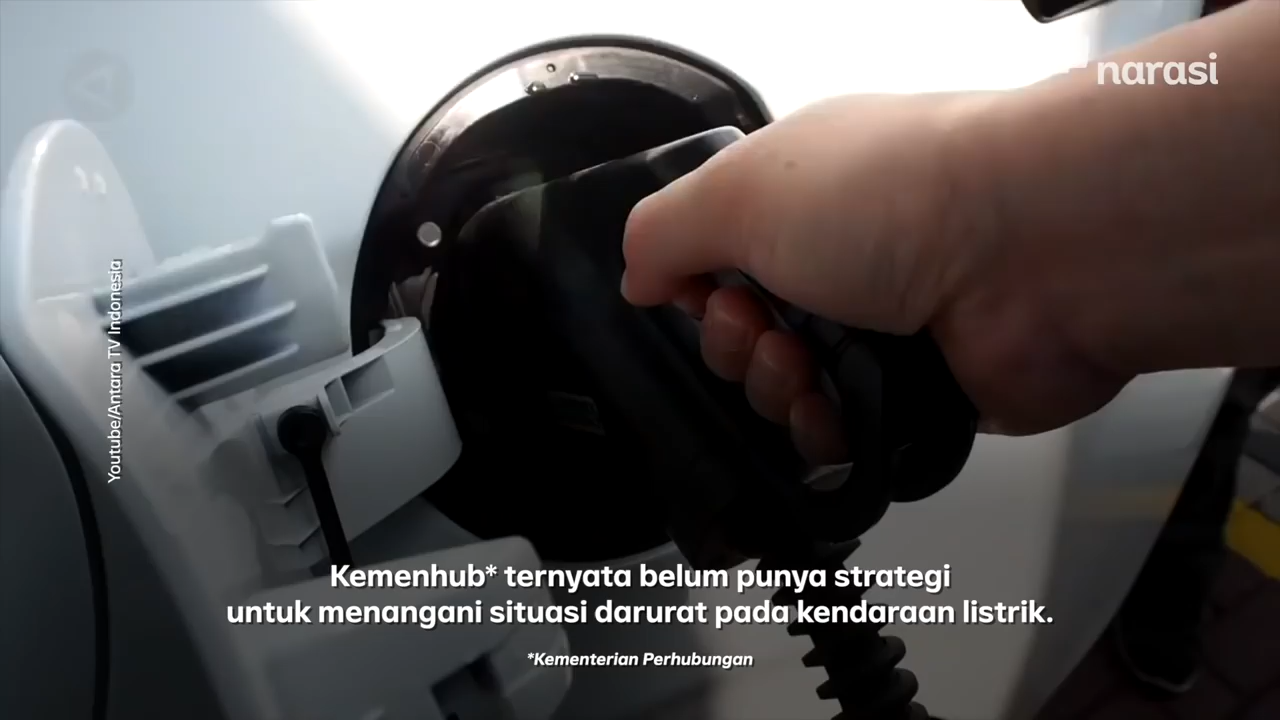 narasi
Youtube/Antara TV Indonesia
Kemenhub* ternyata belum punya strategi
untuk menangani situasi darurat pada kendaraan listrik.
*Kementerian Perhubungan